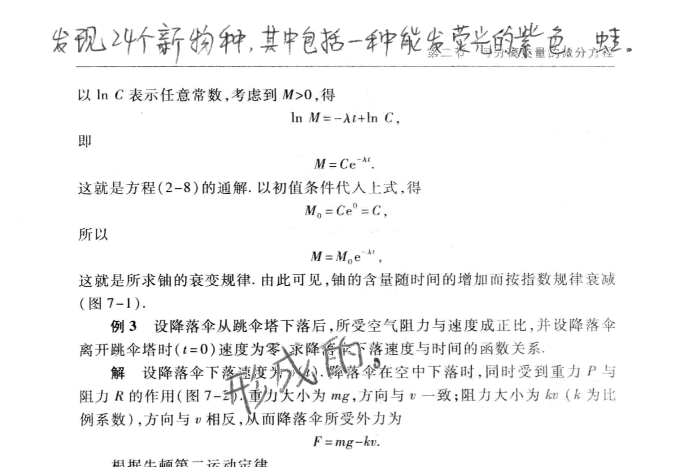 发现24个新物种,其中包括一种能发荧光的紫色 蛙。
第二节 可分离变量的微分方程
以 ln C 表示任意常数,考虑到 M>0,得
ln M=-λt+ln C,
即
M=Ce^{-λt}.
这就是方程(2-8)的通解. 以初值条件代入上式,得
M₀=Ce⁰=C,
所以
M=M₀e^{-λt},
这就是所求铀的衰变规律. 由此可见,铀的含量随时间的增加而按指数规律衰减
(图 7-1).
例 3 设降落伞从跳伞塔下落后,所受空气阻力与速度成正比,并设降落伞
离开跳伞塔时(t=0)速度为零.求降落伞下落速度与时间的函数关系.
形成的,
解 设降落伞下落速度为v(t). 降落伞在空中下落时,同时受到重力 P 与
阻力 R 的作用(图 7-2).重力大小为 mg,方向与 v 一致;阻力大小为 kv (k 为比
例系数),方向与 v 相反,从而降落伞所受外力为
F=mg-kv.
根据牛顿第二运动定律